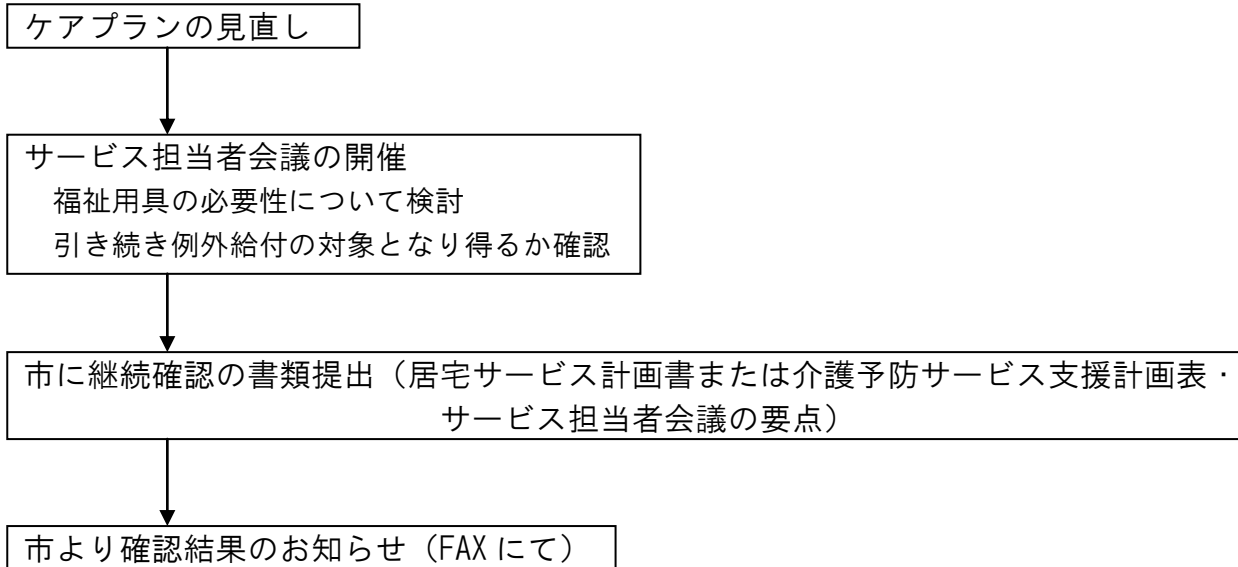 ケアプランの見直し
サービス担当者会議の開催
福祉用具の必要性について検討
引き続き例外給付の対象となり得るか確認
市に継続確認の書類提出（居宅サービス計画書または介護予防サービス支援計画表・
サービス担当者会議の要点）
市より確認結果のお知らせ（FAXにて）